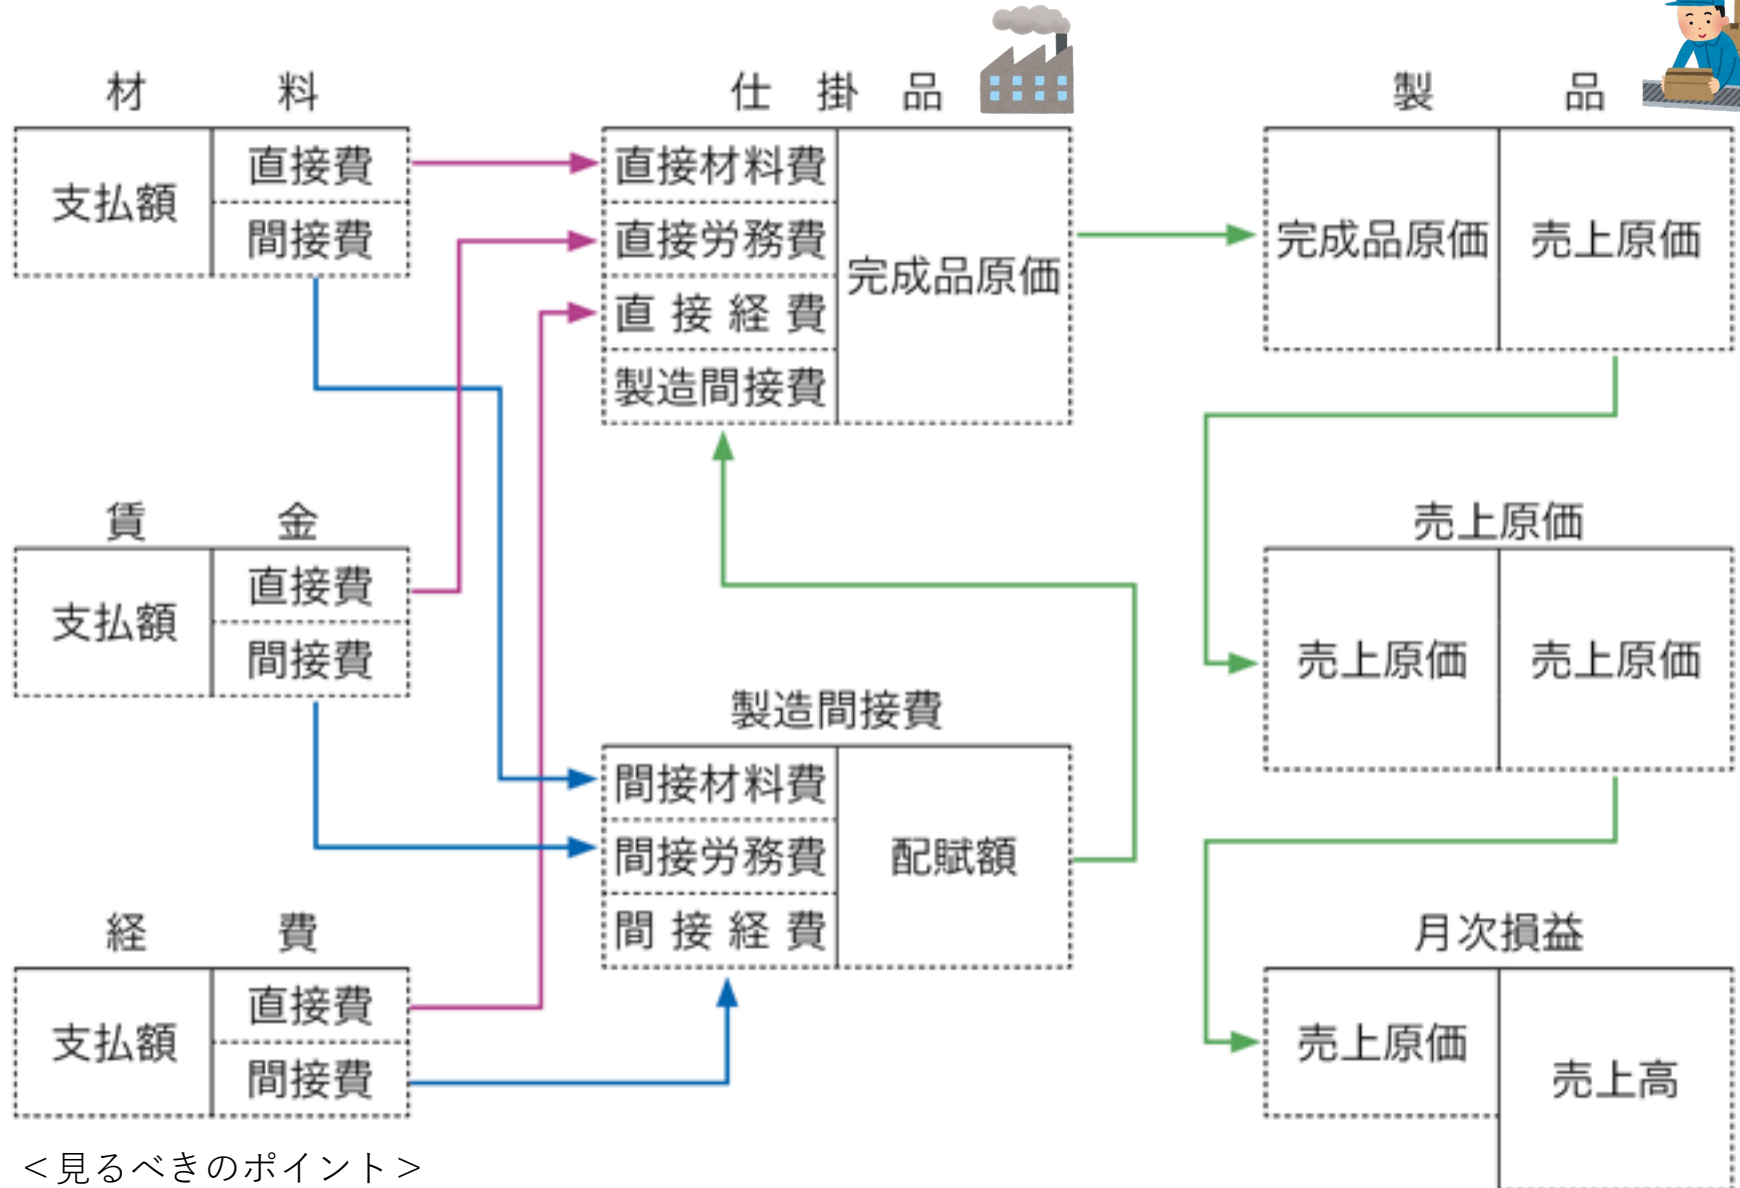 材料
支払額
直接費
間接費
賃金
支払額
直接費
間接費
経費
支払額
直接費
間接費
仕掛品
直接材料費
直接労務費
直接経費
製造間接費
完成品原価
製造間接費
間接材料費
間接労務費
間接経費
配賦額
製品
完成品原価
売上原価
売上原価
売上原価
売上原価
月次損益
売上原価
売上高
＜見るべきのポイント＞